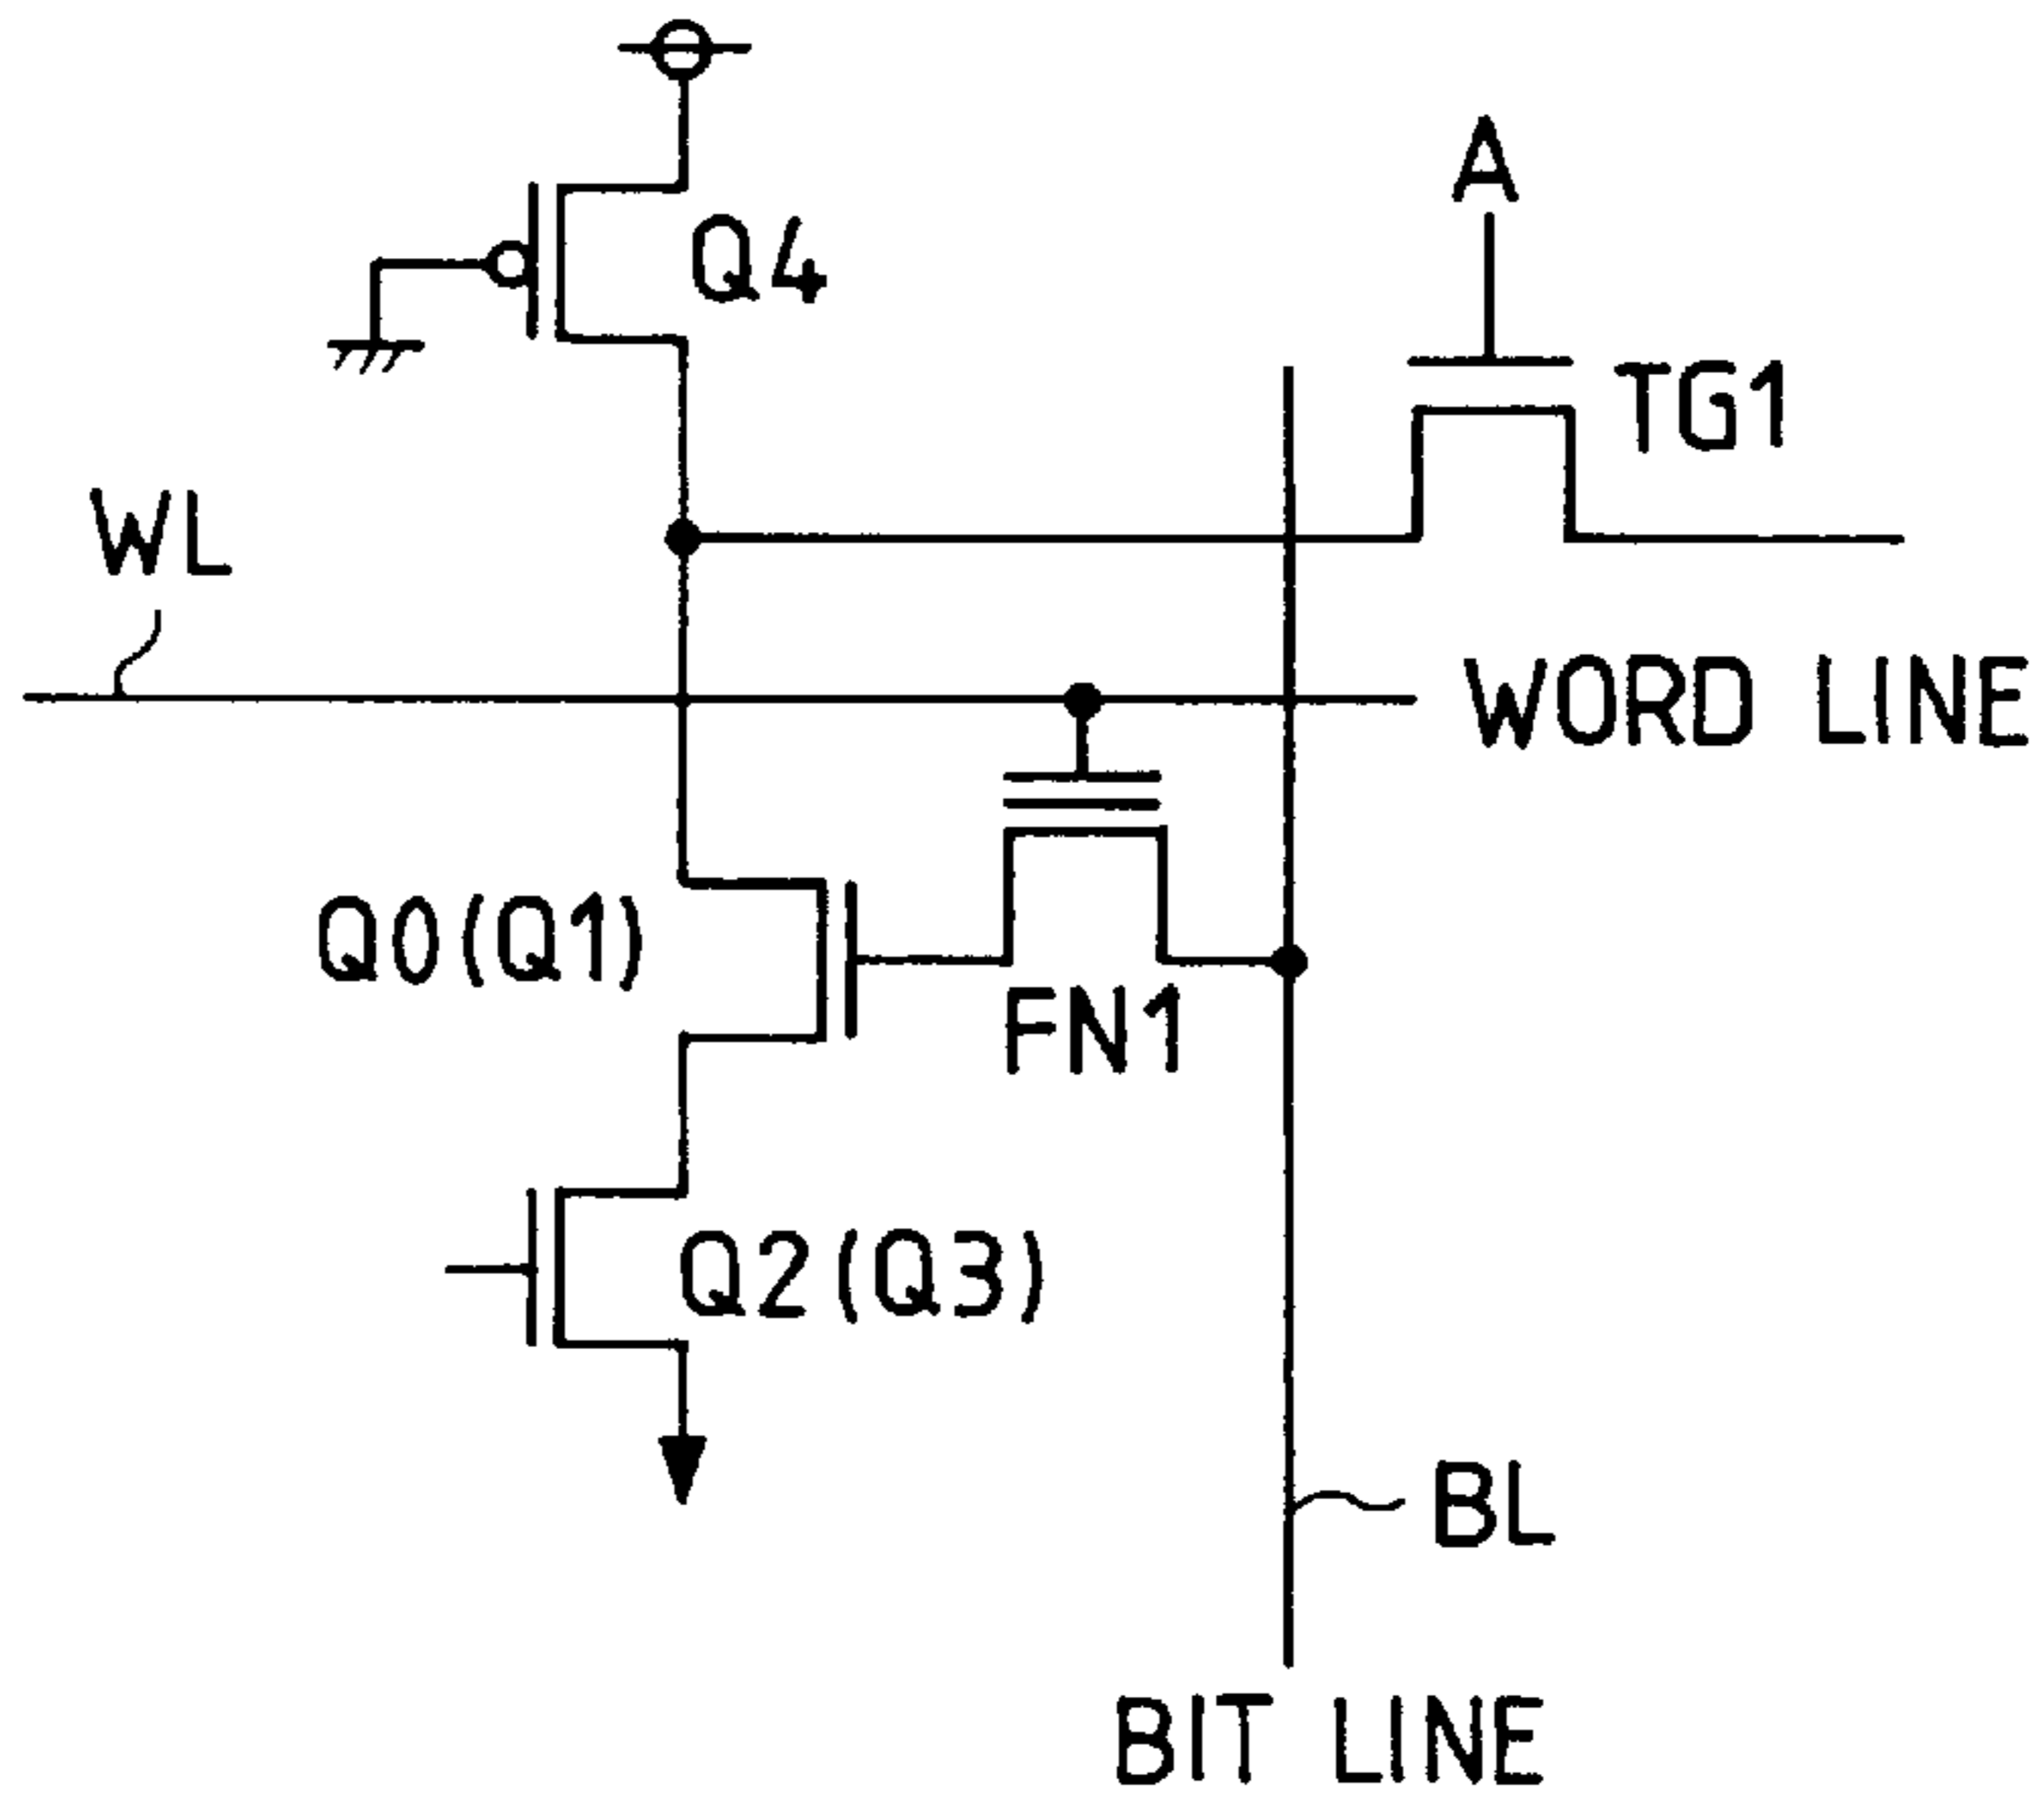 A
Q4
TG1
WL
WORD LINE
Q0(Q1)
FN1
Q2(Q3)
BL
BIT LINE